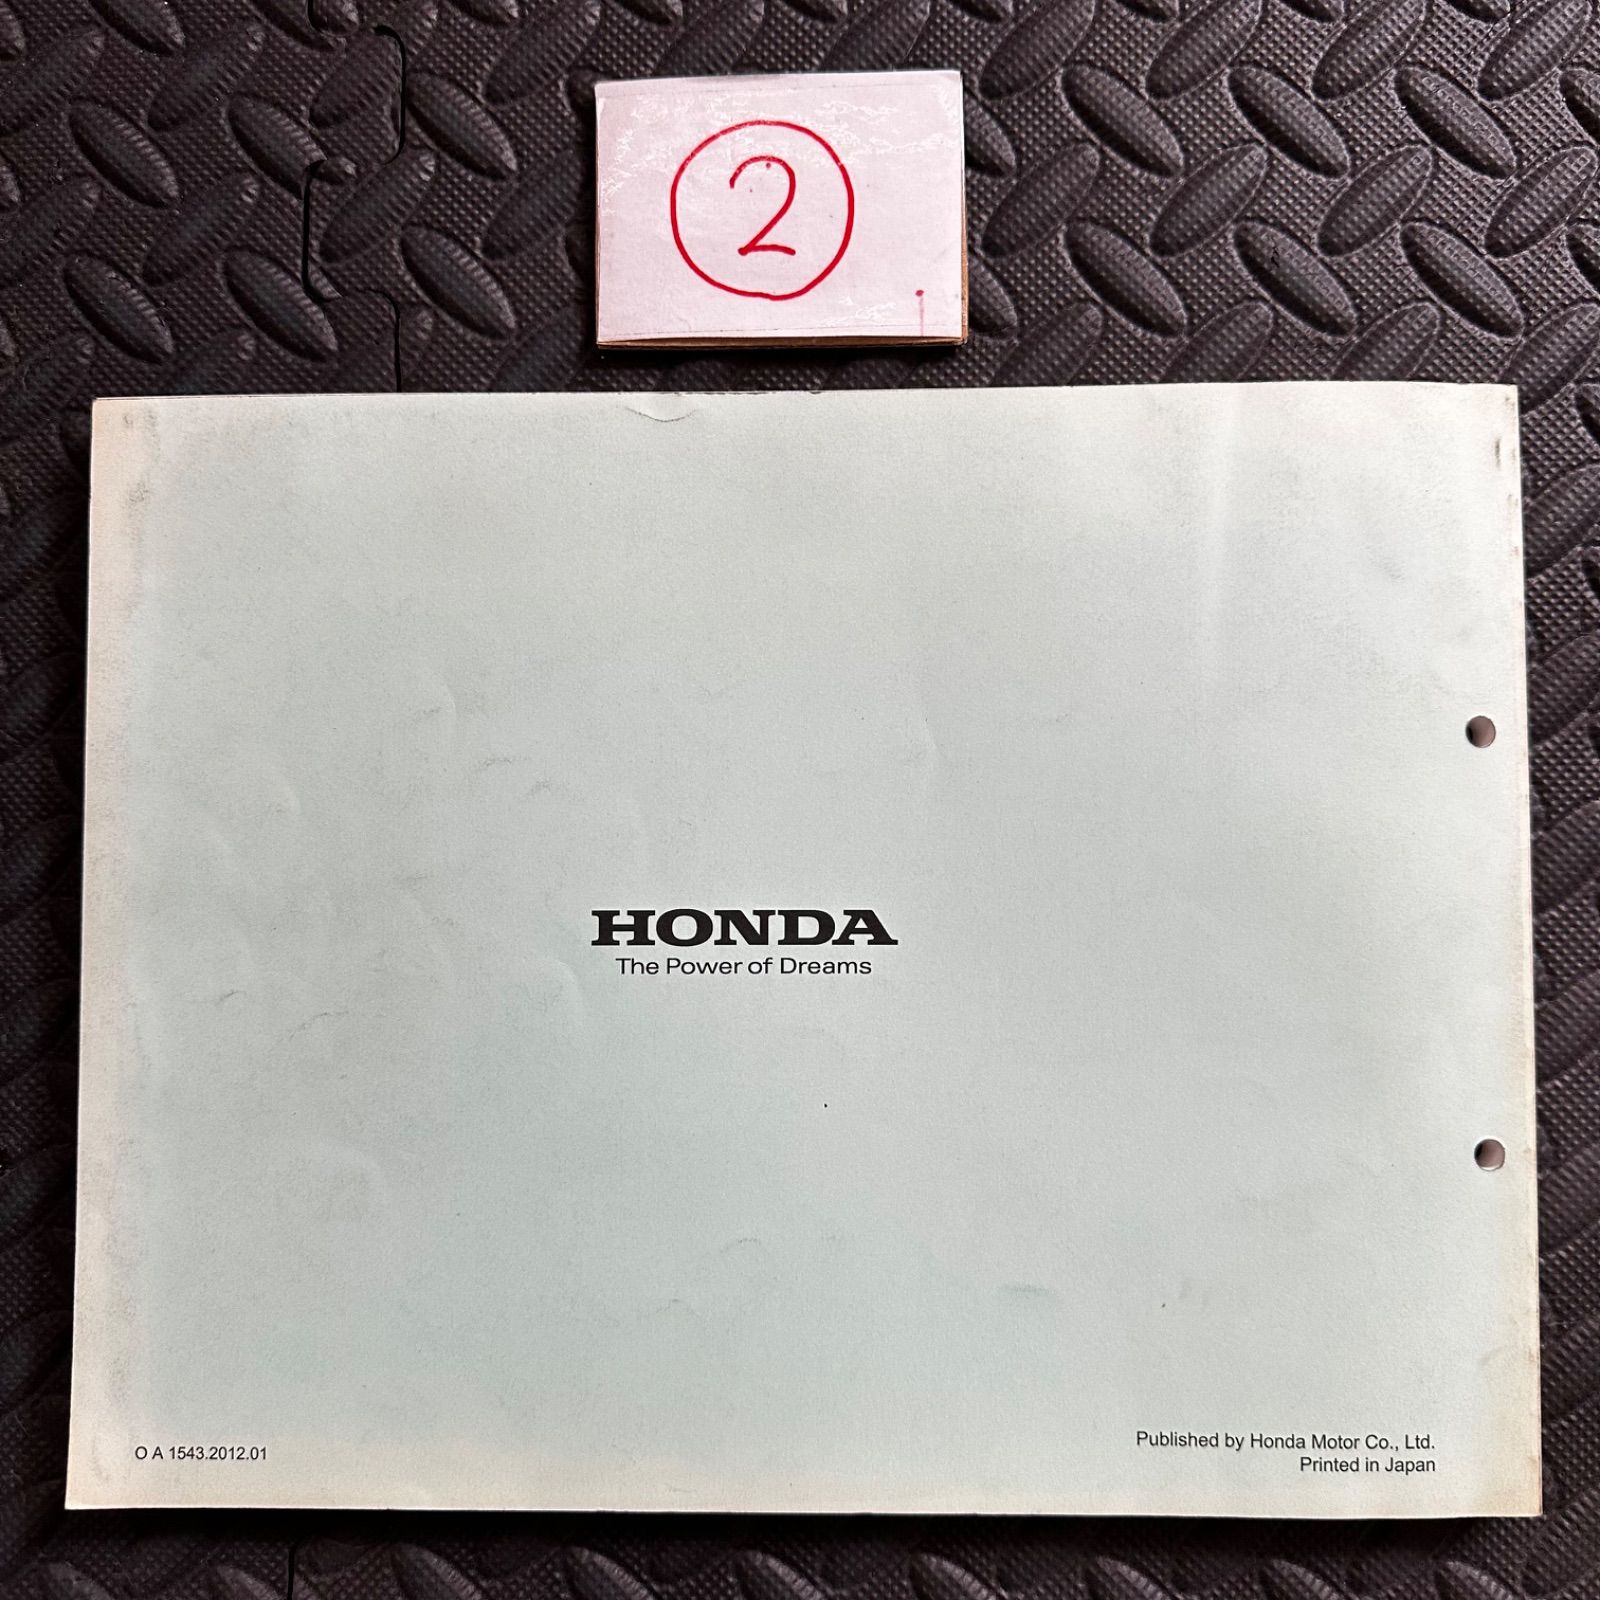 2
HONDA
The Power of Dreams
O A 1543.2012.01
Published by Honda Motor Co., Ltd.
Printed in Japan